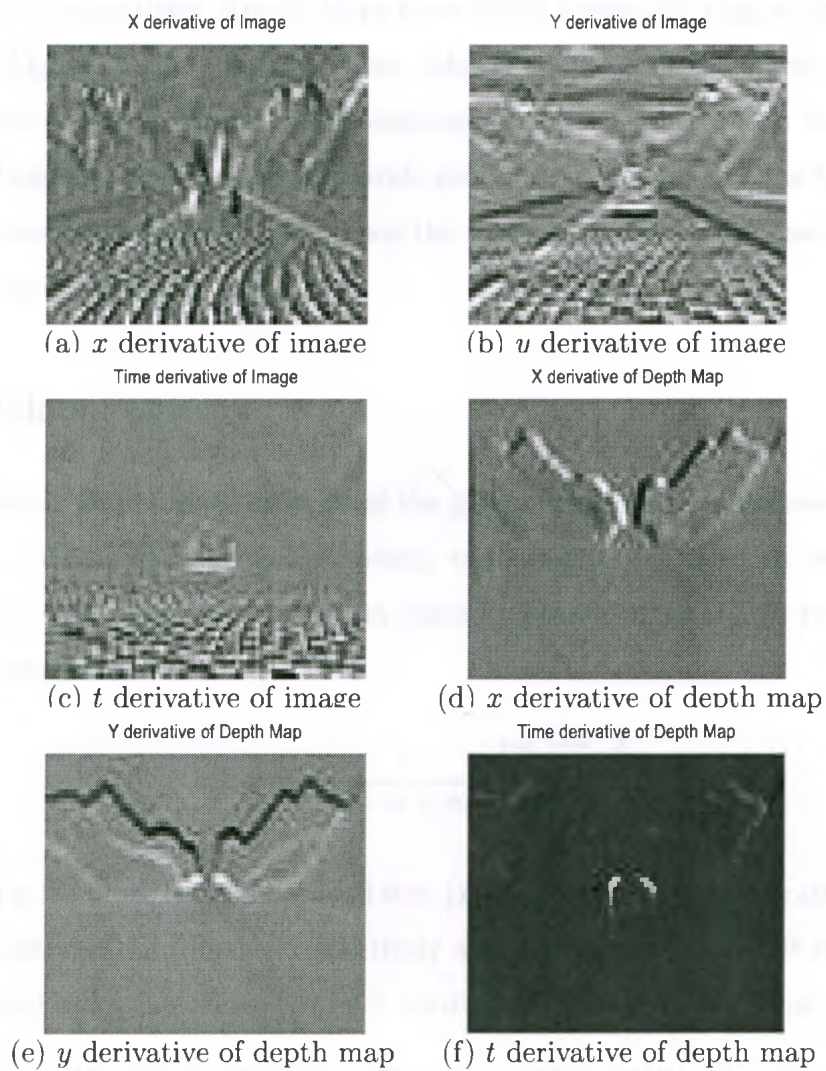 X derivative of Image
Y derivative of Image
(a) x derivative of image
(b) y derivative of image
Time derivative of Image
X derivative of Depth Map
(c) t derivative of image
(d) x derivative of depth map
Y derivative of Depth Map
Time derivative of Depth Map
(e) y derivative of depth map
(f) t derivative of depth map